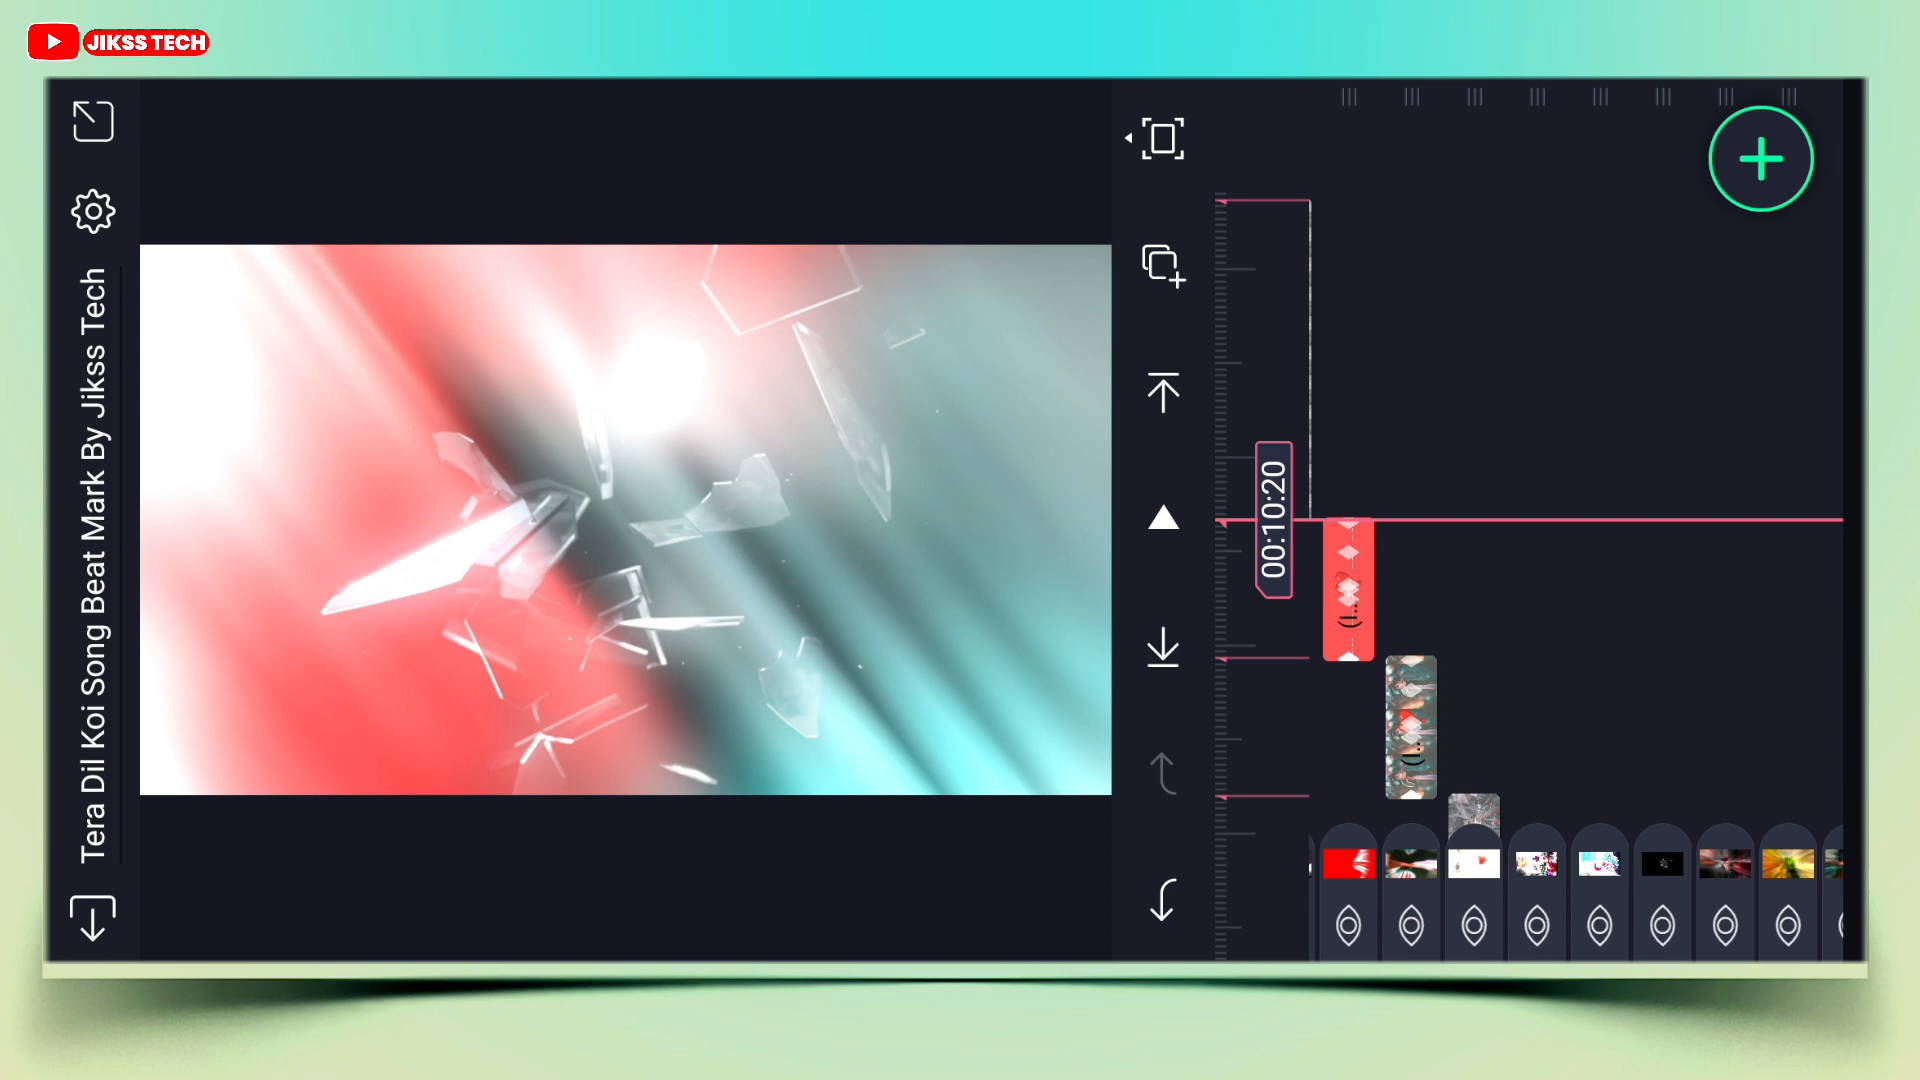 JIKSS TECH
Tera Dil Koi Song Beat Mark By Jikss Tech
00:10:20
(I...
(I..